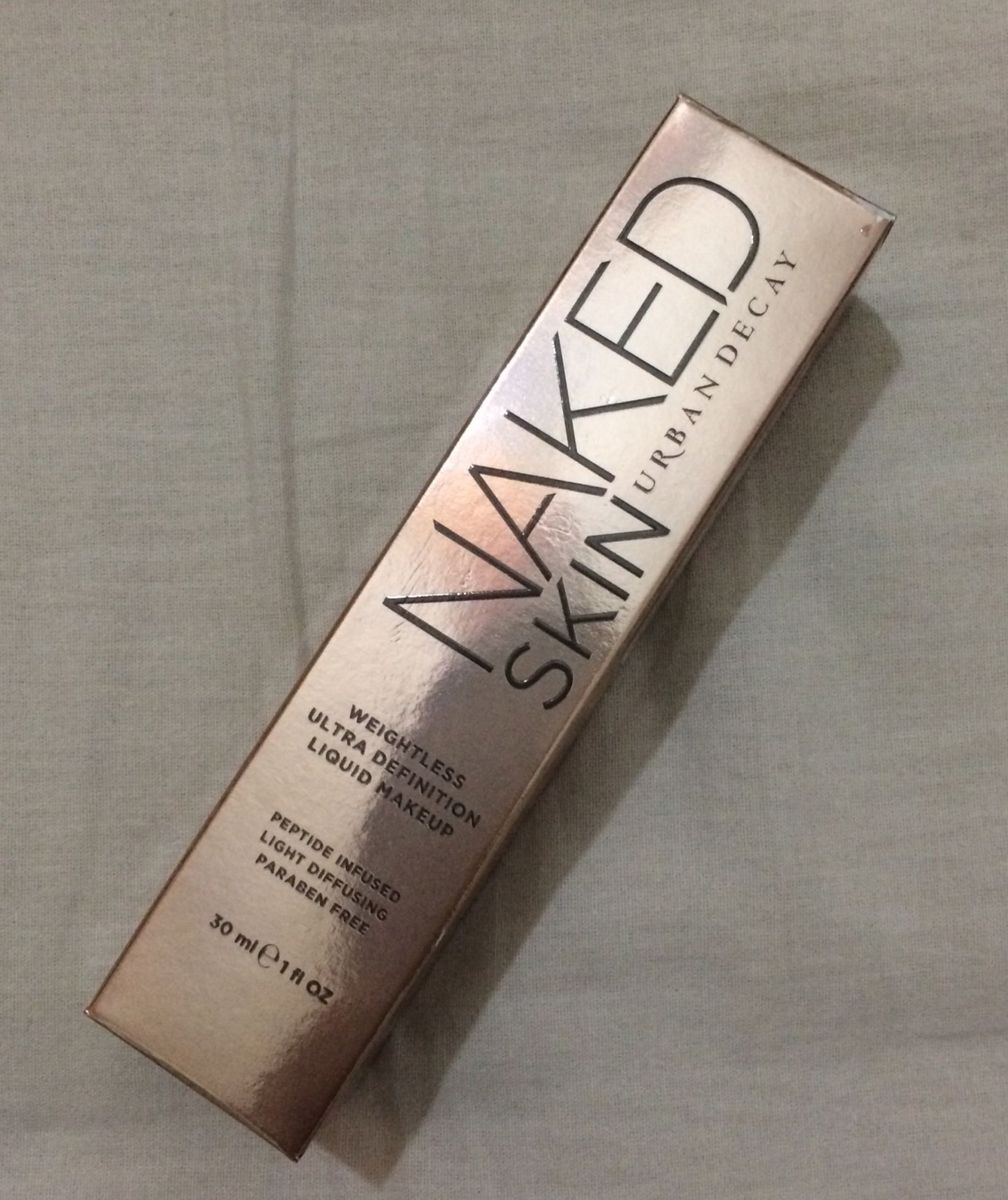 NAKED
SKIN URBAN DECAY
WEIGHTLESS
ULTRA DEFINITION
LIQUID MAKEUP
PEPTIDE INFUSED
LIGHT DIFFUSING
PARABEN FREE
30 ml ℮ 1 fl OZ